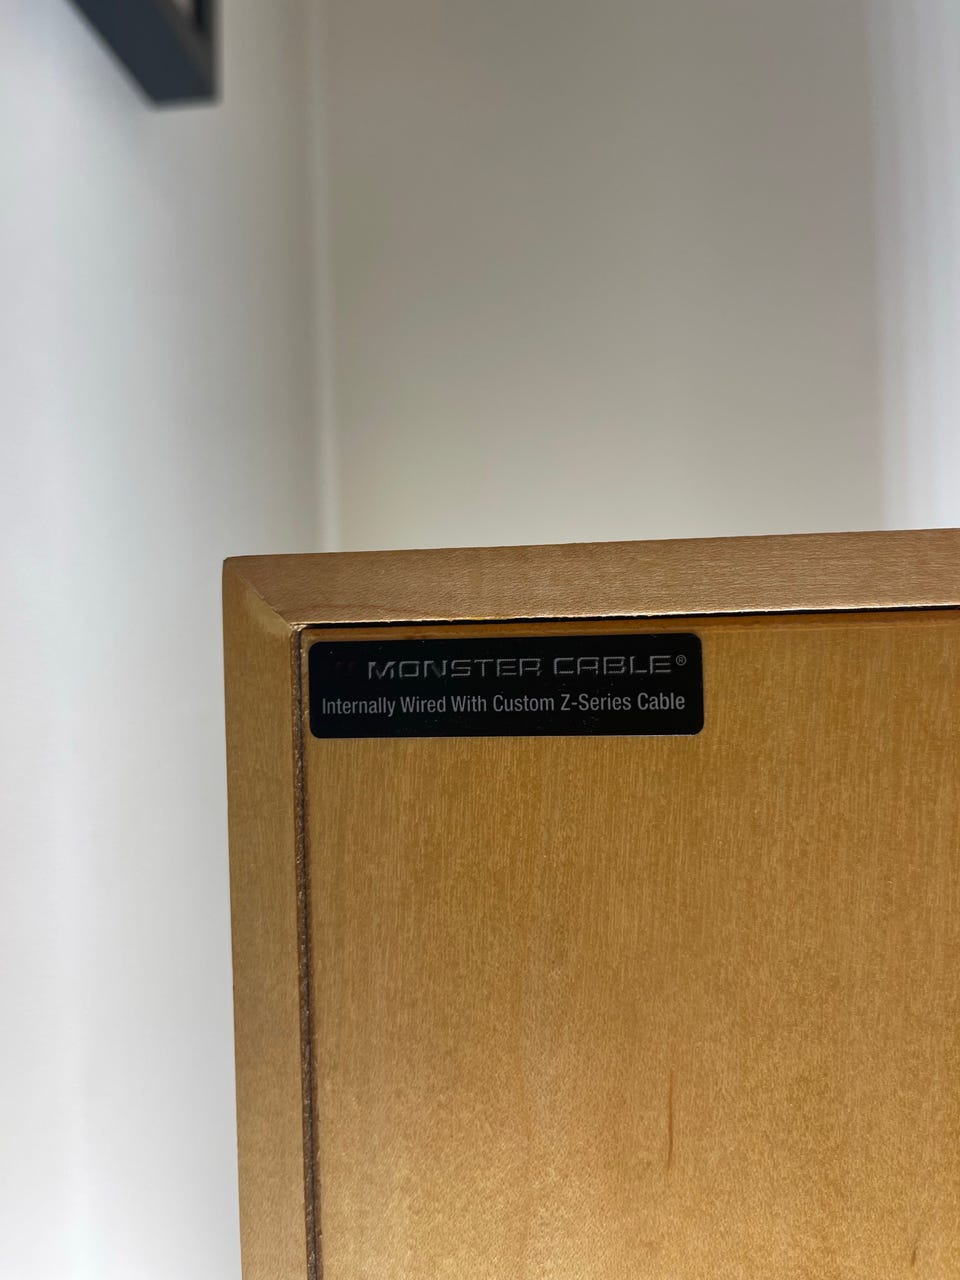 MONSTER CABLE®
Internally Wired With Custom Z-Series Cable